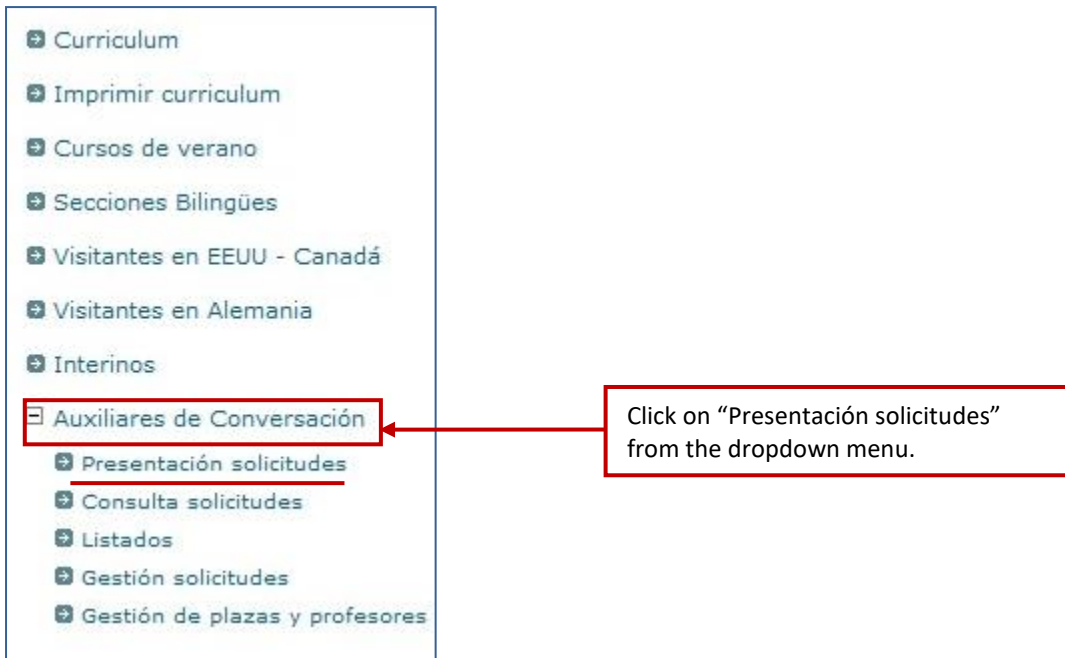 Curriculum
Imprimir curriculum
Cursos de verano
Secciones Bilingües
Visitantes en EEUU - Canadá
Visitantes en Alemania
Interinos
Auxiliares de Conversación
Presentación solicitudes
Consulta solicitudes
Listados
Gestión solicitudes
Gestión de plazas y profesores
Click on “Presentación solicitudes”
from the dropdown menu.